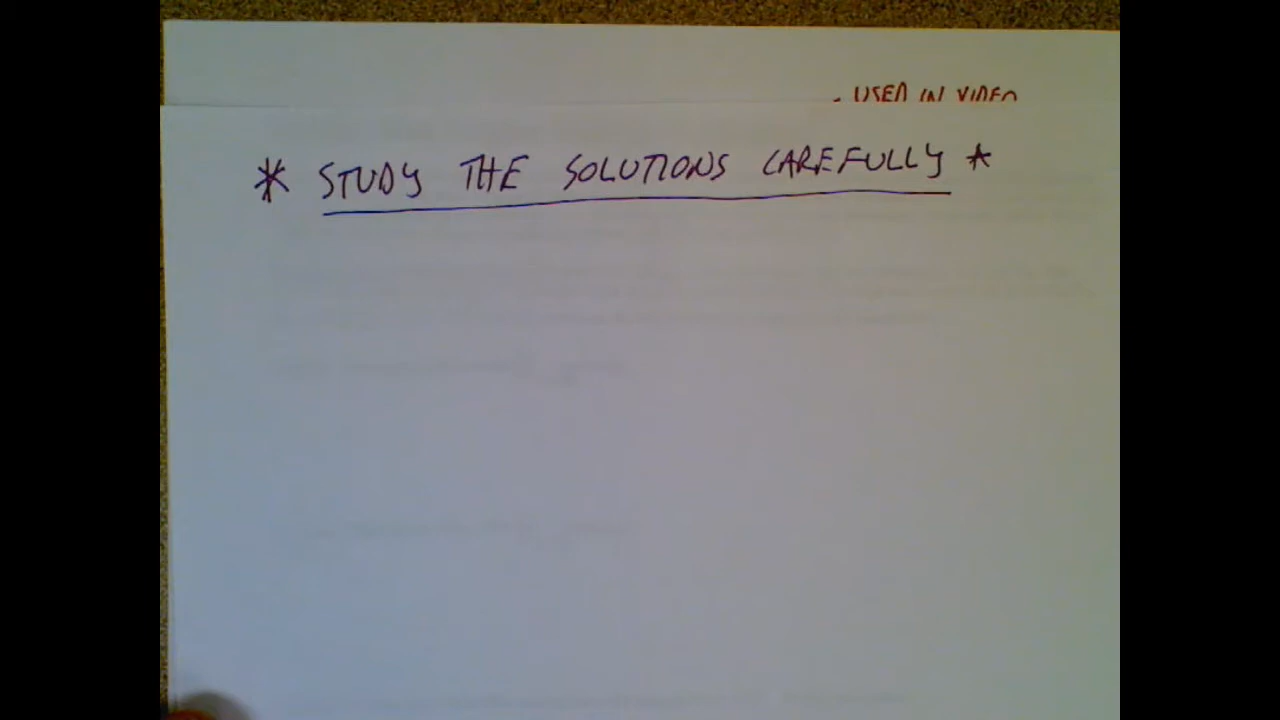 - USED IN VIDEO
* STUDY THE SOLUTIONS CAREFULLY *